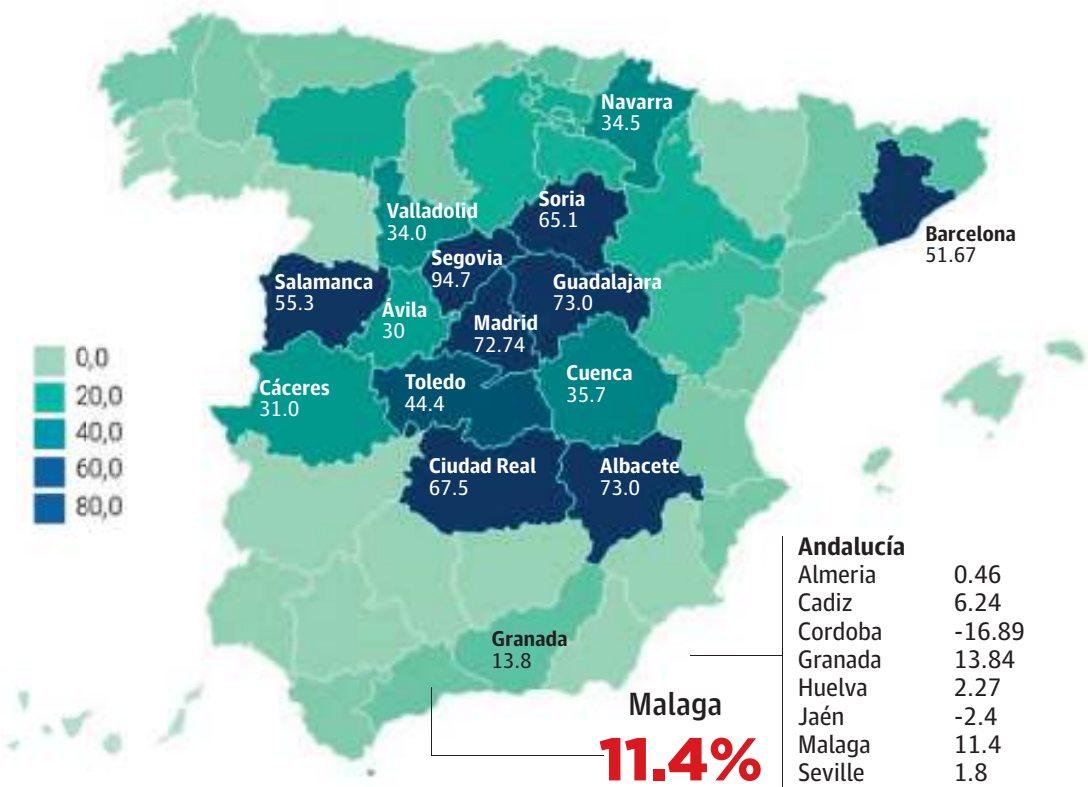 Navarra
34.5
Soria
65.1
Valladolid
34.0
Barcelona
51.67
Segovia
94.7
Salamanca
55.3
Guadalajara
73.0
Ávila
30
Madrid
72.74
0,0
20,0
40,0
60,0
80,0
Cáceres
31.0
Toledo
44.4
Cuenca
35.7
Ciudad Real
67.5
Albacete
73.0
Granada
13.8
Malaga
11.4%
Andalucía
Almeria 0.46
Cadiz 6.24
Cordoba -16.89
Granada 13.84
Huelva 2.27
Jaén -2.4
Malaga 11.4
Seville 1.8